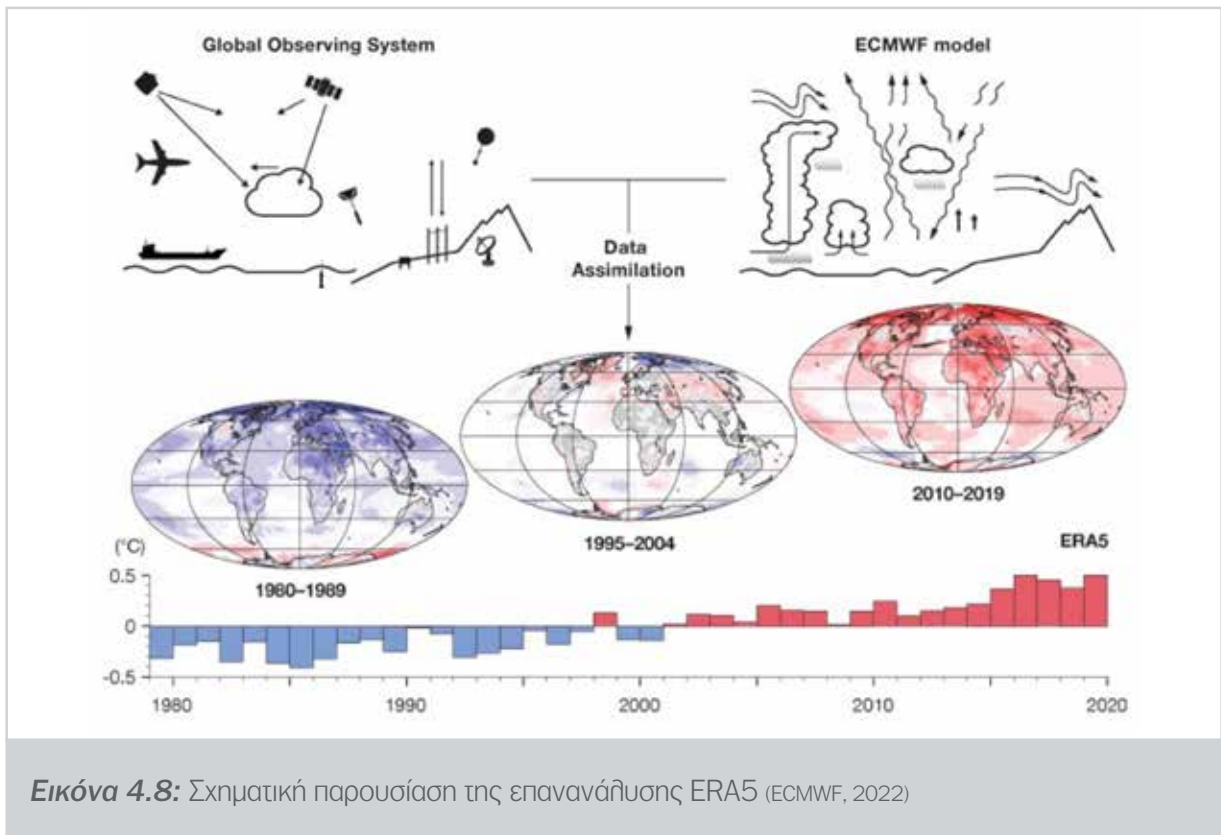 Global Observing System
ECMWF model
Data
Assimilation
2010–2019
1995–2004
1980–1989
ERA5
(°C)
0.5
0
-0.5
1980
1990
2000
2010
2020
Εικόνα 4.8: Σχηματική παρουσίαση της επανανάλυσης ERA5 (ECMWF, 2022)